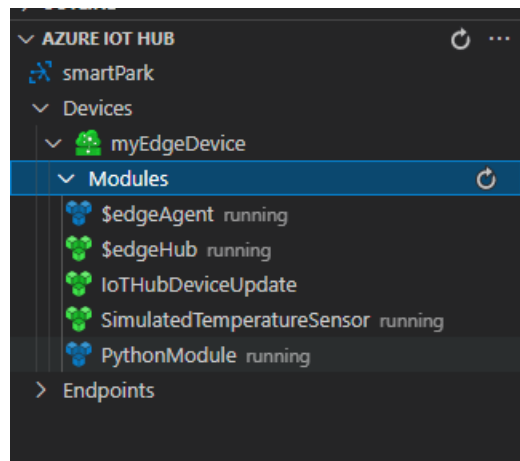 AZURE IOT HUB
smartPark
Devices
myEdgeDevice
Modules
$edgeAgent running
$edgeHub running
IoTHubDeviceUpdate
SimulatedTemperatureSensor running
PythonModule running
Endpoints